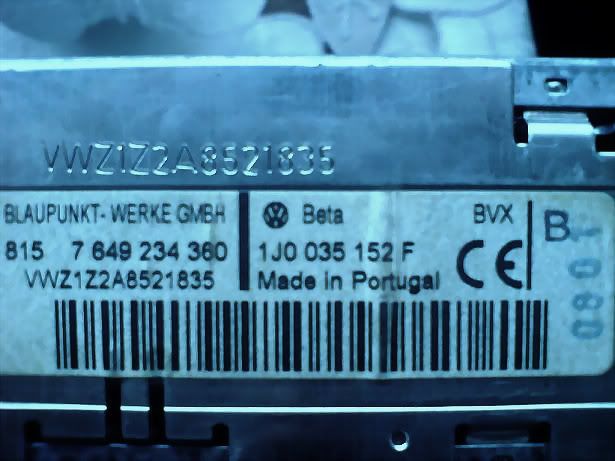 VWZ1Z2A8521835
BLAUPUNKT - WERKE GMBH
815 7 649 234 360
VWZ1Z2A8521835
Beta
1J0 035 152 F
Made in Portugal
BVX
CE
B